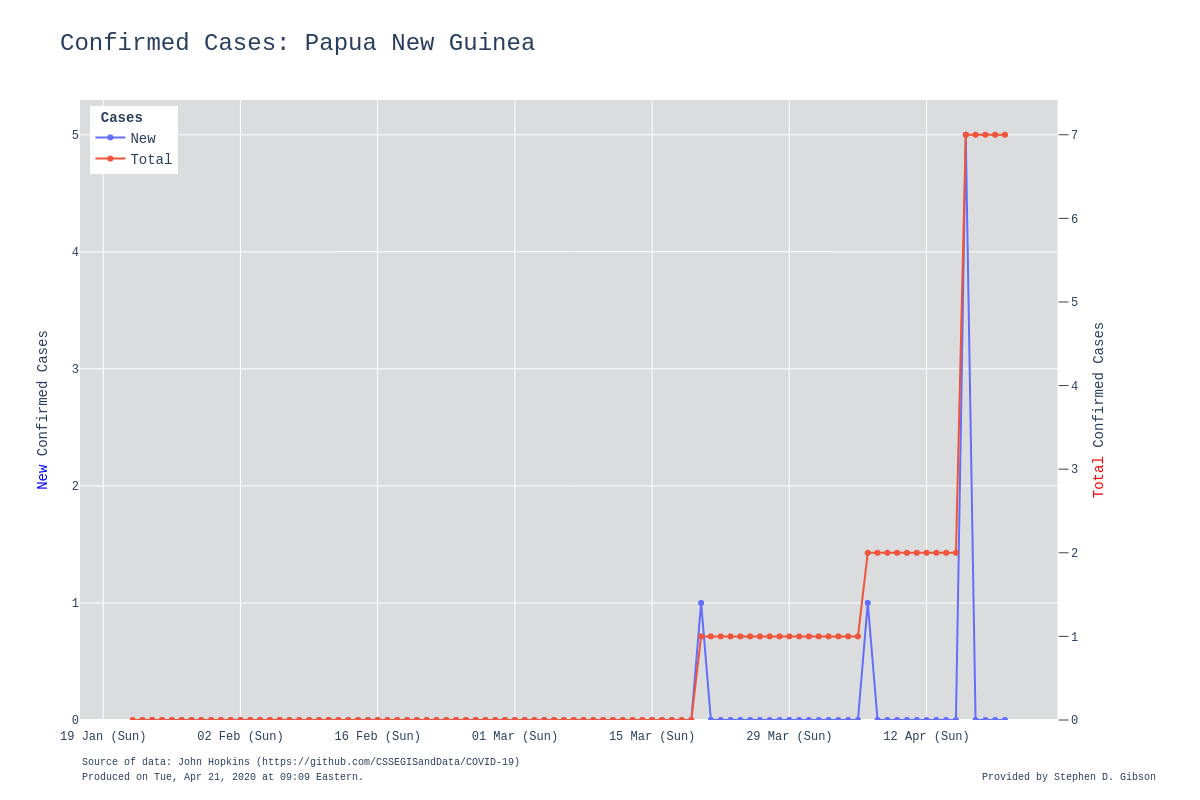 Confirmed Cases: Papua New Guinea
Cases
New
Total
5
4
3
2
1
0
New Confirmed Cases
7
6
5
4
3
2
1
0
Total Confirmed Cases
19 Jan (Sun) 02 Feb (Sun) 16 Feb (Sun) 01 Mar (Sun) 15 Mar (Sun) 29 Mar (Sun) 12 Apr (Sun)
Source of data: John Hopkins (https://github.com/CSSEGISandData/COVID-19)
Produced on Tue, Apr 21, 2020 at 09:09 Eastern.
Provided by Stephen D. Gibson